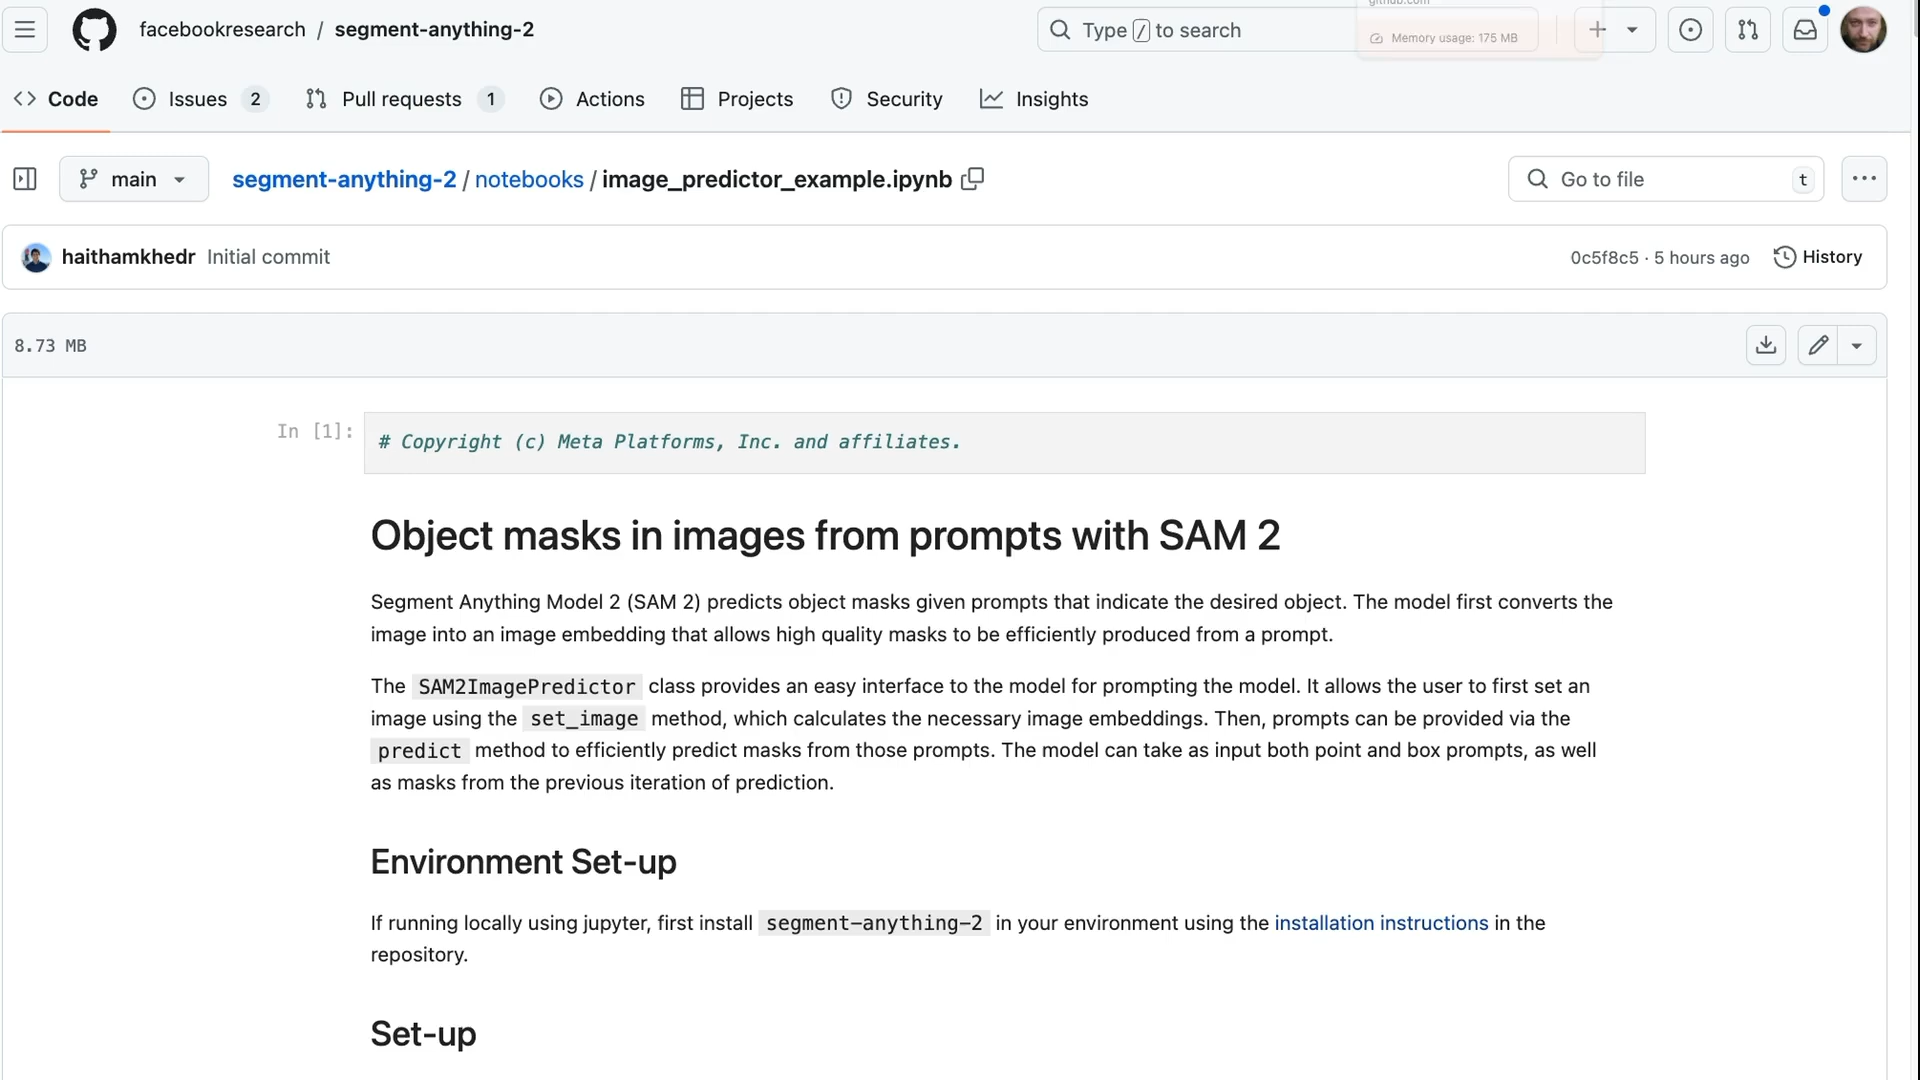 facebookresearch / segment-anything-2
Type / to search
github.com
Memory usage: 175 MB
Code
Issues 2
Pull requests 1
Actions
Projects
Security
Insights
main
segment-anything-2 / notebooks / image_predictor_example.ipynb
Go to file
t
haithamkhedr Initial commit
0c5f8c5 · 5 hours ago
History
8.73 MB
In [1]:
# Copyright (c) Meta Platforms, Inc. and affiliates.
Object masks in images from prompts with SAM 2
Segment Anything Model 2 (SAM 2) predicts object masks given prompts that indicate the desired object. The model first converts the
image into an image embedding that allows high quality masks to be efficiently produced from a prompt.
The SAM2ImagePredictor class provides an easy interface to the model for prompting the model. It allows the user to first set an
image using the set_image method, which calculates the necessary image embeddings. Then, prompts can be provided via the
predict method to efficiently predict masks from those prompts. The model can take as input both point and box prompts, as well
as masks from the previous iteration of prediction.
Environment Set-up
If running locally using jupyter, first install segment-anything-2 in your environment using the installation instructions in the
repository.
Set-up